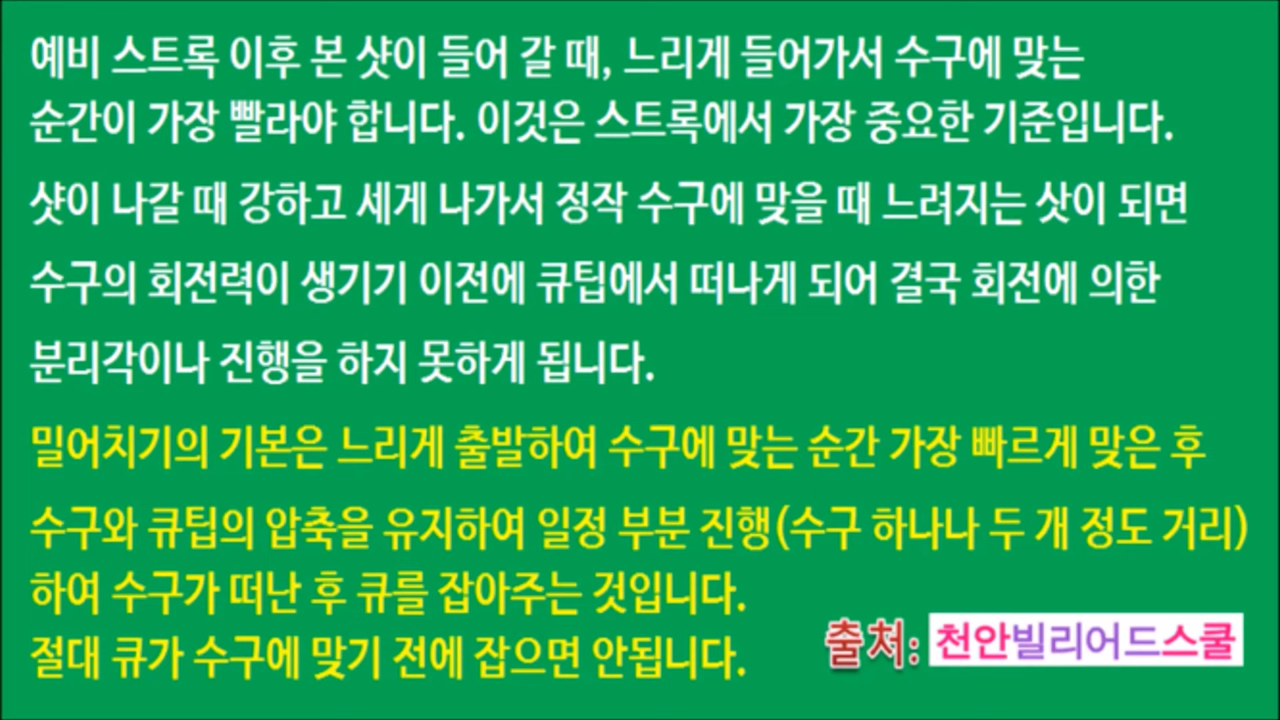 예비 스트록 이후 본 샷이 들어 갈 때, 느리게 들어가서 수구에 맞는
순간이 가장 빨라야 합니다. 이것은 스트록에서 가장 중요한 기준입니다.
샷이 나갈 때 강하고 세게 나가서 정작 수구에 맞을 때 느려지는 삿이 되면
수구의 회전력이 생기기 이전에 큐팁에서 떠나게 되어 결국 회전에 의한
분리각이나 진행을 하지 못하게 됩니다.
밀어치기의 기본은 느리게 출발하여 수구에 맞는 순간 가장 빠르게 맞은 후
수구와 큐팁의 압축을 유지하여 일정 부분 진행(수구 하나나 두 개 정도 거리)
하여 수구가 떠난 후 큐를 잡아주는 것입니다.
절대 큐가 수구에 맞기 전에 잡으면 안됩니다.
출처: 천안빌리어드스쿨